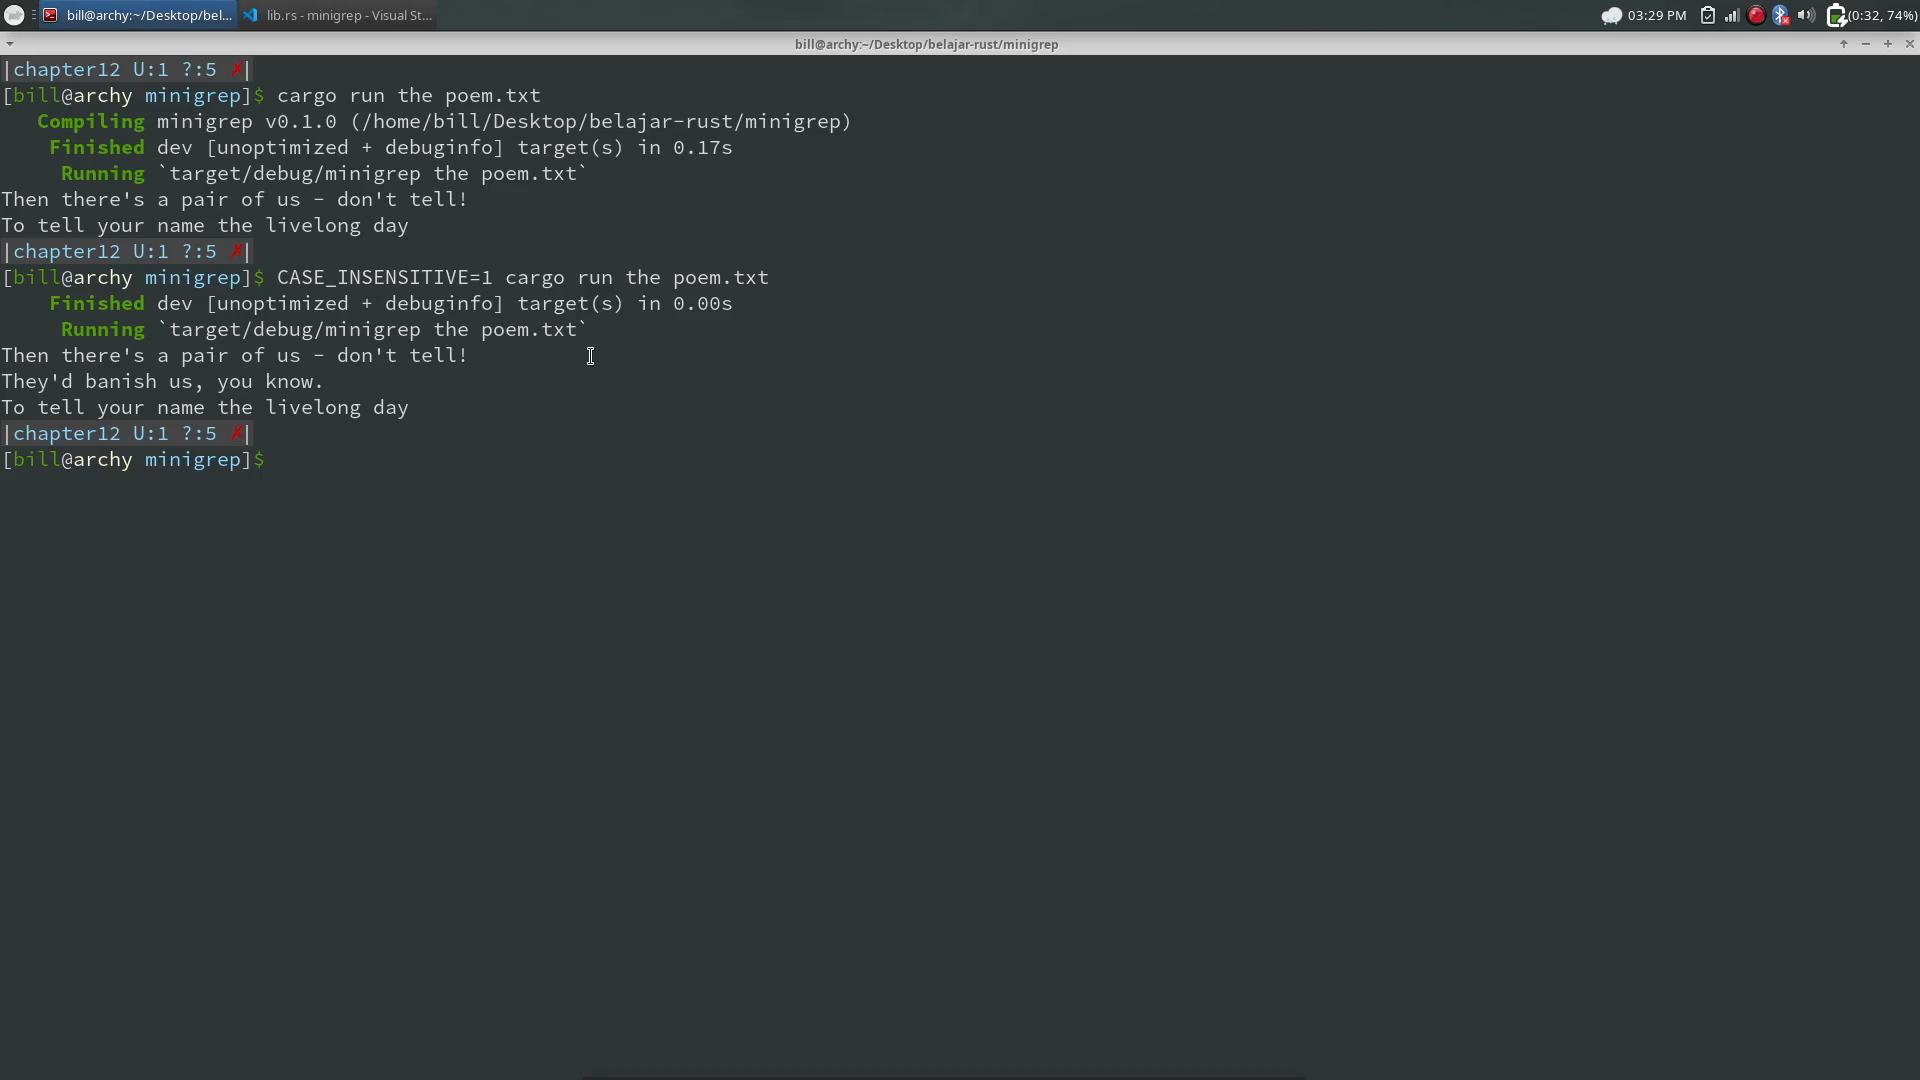 bill@archy:~/Desktop/bel...
lib.rs - minigrep - Visual St...
03:29 PM
(0:32, 74%)
bill@archy:~/Desktop/belajar-rust/minigrep
|chapter12 U:1 ?:5 ✗|
[bill@archy minigrep]$ cargo run the poem.txt
Compiling minigrep v0.1.0 (/home/bill/Desktop/belajar-rust/minigrep)
Finished dev [unoptimized + debuginfo] target(s) in 0.17s
Running `target/debug/minigrep the poem.txt`
Then there's a pair of us - don't tell!
To tell your name the livelong day
|chapter12 U:1 ?:5 ✗|
[bill@archy minigrep]$ CASE_INSENSITIVE=1 cargo run the poem.txt
Finished dev [unoptimized + debuginfo] target(s) in 0.00s
Running `target/debug/minigrep the poem.txt`
Then there's a pair of us - don't tell!
They'd banish us, you know.
To tell your name the livelong day
|chapter12 U:1 ?:5 ✗|
[bill@archy minigrep]$